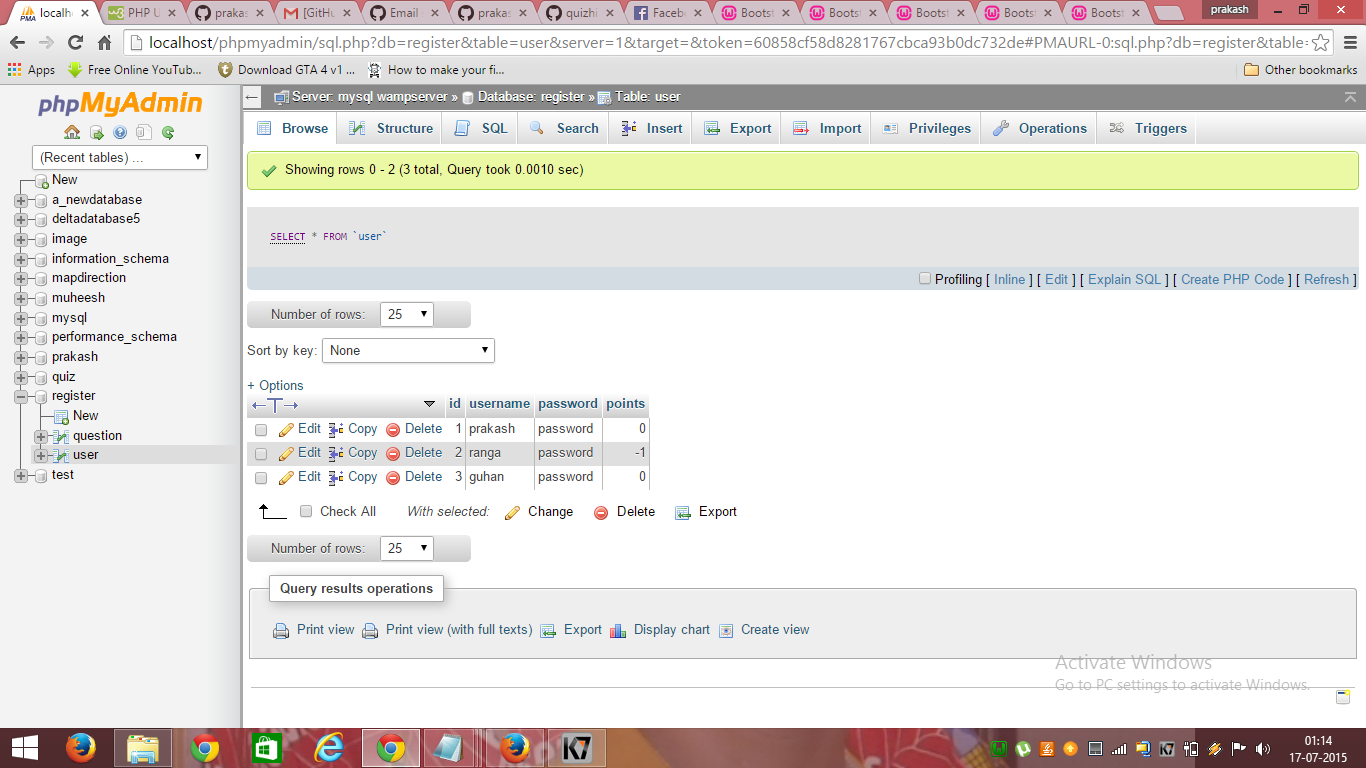 localho
PHP U
prakas
M [GitHu
Email
prakas
quizhi
Facebo
Bootst
Bootst
Bootst
Bootst
Bootst
prakash
localhost/phpmyadmin/sql.php?db=register&table=user&server=1&target=&token=60858cf58d8281767cbca93b0dc732de#PMAURL-0:sql.php?db=register&table=
Apps Free Online YouTub... Download GTA 4 v1 ... How to make your fi... Other bookmarks
phpMyAdmin
(Recent tables) ...
New
a_newdatabase
deltadatabase5
image
information_schema
mapdirection
muheesh
mysql
performance_schema
prakash
quiz
register
New
question
user
test
Server: mysql wampserver » Database: register » Table: user
Browse Structure SQL Search Insert Export Import Privileges Operations Triggers
Showing rows 0 - 2 (3 total, Query took 0.0010 sec)
SELECT * FROM `user`
Profiling [ Inline ] [ Edit ] [ Explain SQL ] [ Create PHP Code ] [ Refresh ]
Number of rows: 25
Sort by key: None
+ Options
←T→ id username password points
Edit Copy Delete 1 prakash password 0
Edit Copy Delete 2 ranga password -1
Edit Copy Delete 3 guhan password 0
Check All With selected: Change Delete Export
Number of rows: 25
Query results operations
Print view Print view (with full texts) Export Display chart Create view
Activate Windows
Go to PC settings to activate Windows.
K7
01:14
17-07-2015